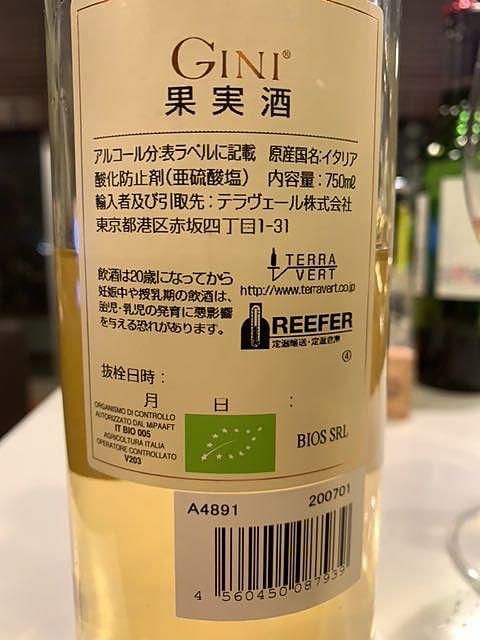 GINI®
果実酒
アルコール分:表ラベルに記載 原産国名:イタリア
酸化防止剤(亜硫酸塩) 内容量:750mℓ
輸入者及び引取先:テラヴェール株式会社
東京都港区赤坂四丁目1-31
TERRA
VERT
飲酒は20歳になってから
http://www.terravert.co.jp
妊娠中や授乳期の飲酒は、
胎児・乳児の発育に悪影響
を与える恐れがあります。
REEFER
定温輸送・定温倉庫
④
抜栓日時:
月 日 :
ORGANISMO DI CONTROLLO
AUTORIZZATO DAL MiPAAFT
IT BIO 005
AGRICOLTURA ITALIA
OPERATORE CONTROLLATO
V203
BIOS SRL
A4891 200701
4 560450 087939